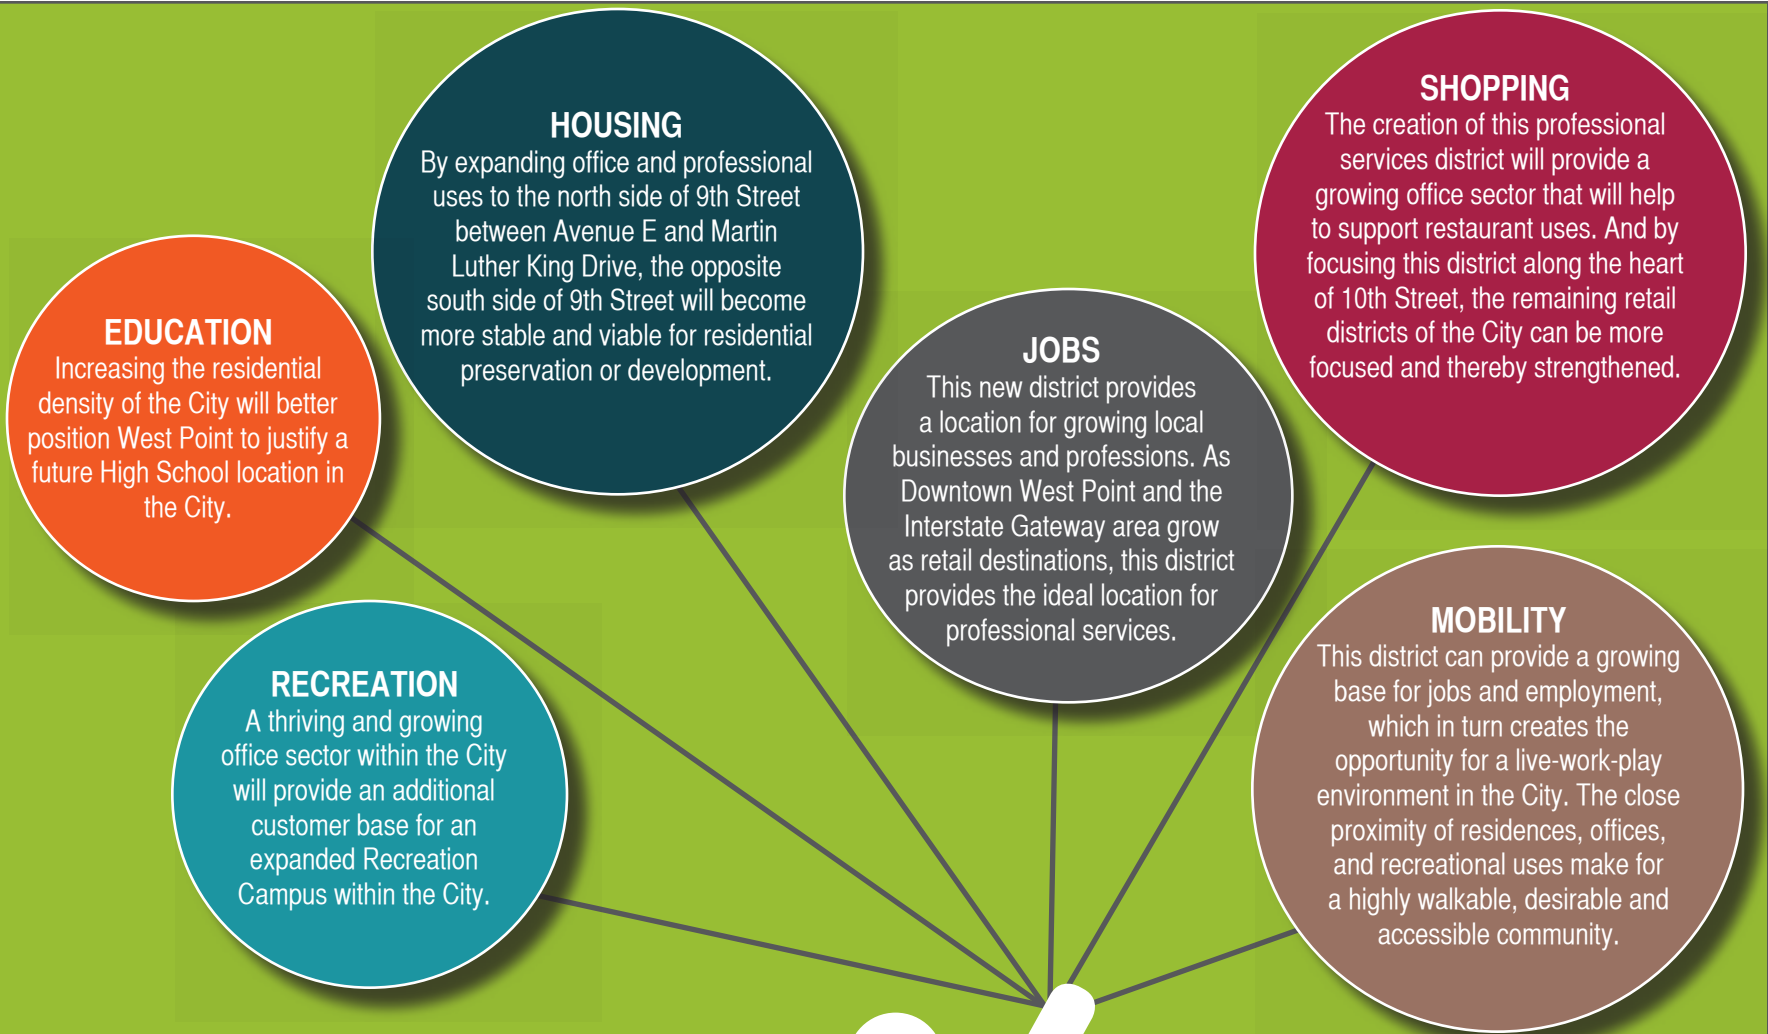 HOUSING
By expanding office and professional
uses to the north side of 9th Street
between Avenue E and Martin
Luther King Drive, the opposite
south side of 9th Street will become
more stable and viable for residential
preservation or development.
SHOPPING
The creation of this professional
services district will provide a
growing office sector that will help
to support restaurant uses. And by
focusing this district along the heart
of 10th Street, the remaining retail
districts of the City can be more
focused and thereby strengthened.
EDUCATION
Increasing the residential
density of the City will better
position West Point to justify a
future High School location in
the City.
JOBS
This new district provides
a location for growing local
businesses and professions. As
Downtown West Point and the
Interstate Gateway area grow
as retail destinations, this district
provides the ideal location for
professional services.
RECREATION
A thriving and growing
office sector within the City
will provide an additional
customer base for an
expanded Recreation
Campus within the City.
MOBILITY
This district can provide a growing
base for jobs and employment,
which in turn creates the
opportunity for a live-work-play
environment in the City. The close
proximity of residences, offices,
and recreational uses make for
a highly walkable, desirable and
accessible community.